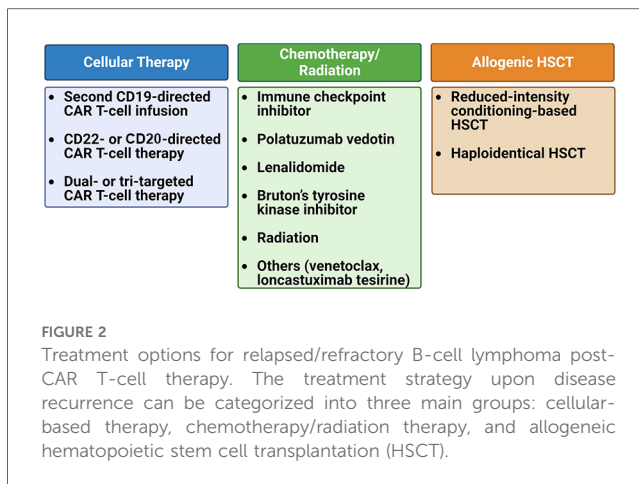 Cellular Therapy
• Second CD19-directed
CAR T-cell infusion
• CD22- or CD20-directed
CAR T-cell therapy
• Dual- or tri-targeted
CAR T-cell therapy
Chemotherapy/
Radiation
• Immune checkpoint
inhibitor
• Polatuzumab vedotin
• Lenalidomide
• Bruton's tyrosine
kinase inhibitor
• Radiation
• Others (venetoclax,
loncastuximab tesirine)
Allogenic HSCT
• Reduced-intensity
conditioning-based
HSCT
• Haploidentical HSCT
FIGURE 2
Treatment options for relapsed/refractory B-cell lymphoma post-
CAR T-cell therapy. The treatment strategy upon disease
recurrence can be categorized into three main groups: cellular-
based therapy, chemotherapy/radiation therapy, and allogeneic
hematopoietic stem cell transplantation (HSCT).